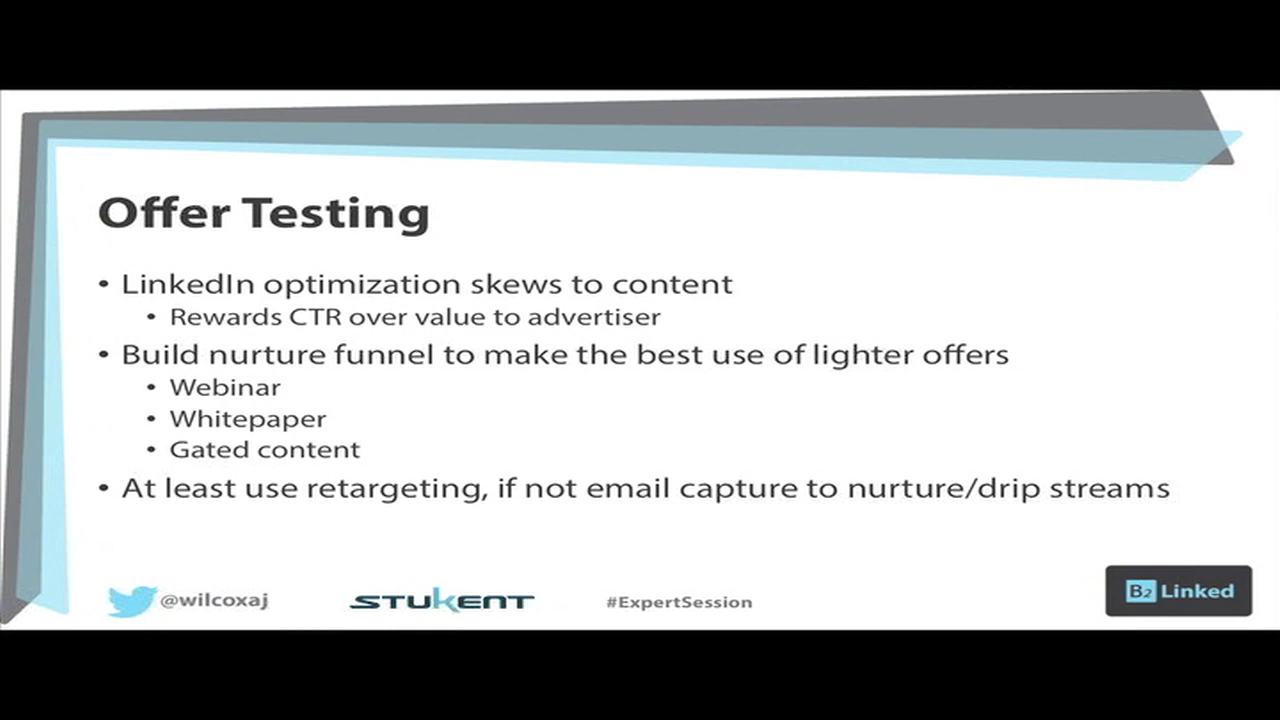 Offer Testing
• LinkedIn optimization skews to content
• Rewards CTR over value to advertiser
• Build nurture funnel to make the best use of lighter offers
• Webinar
• Whitepaper
• Gated content
• At least use retargeting, if not email capture to nurture/drip streams
@wilcoxaj STUKENT #ExpertSession B2 Linked